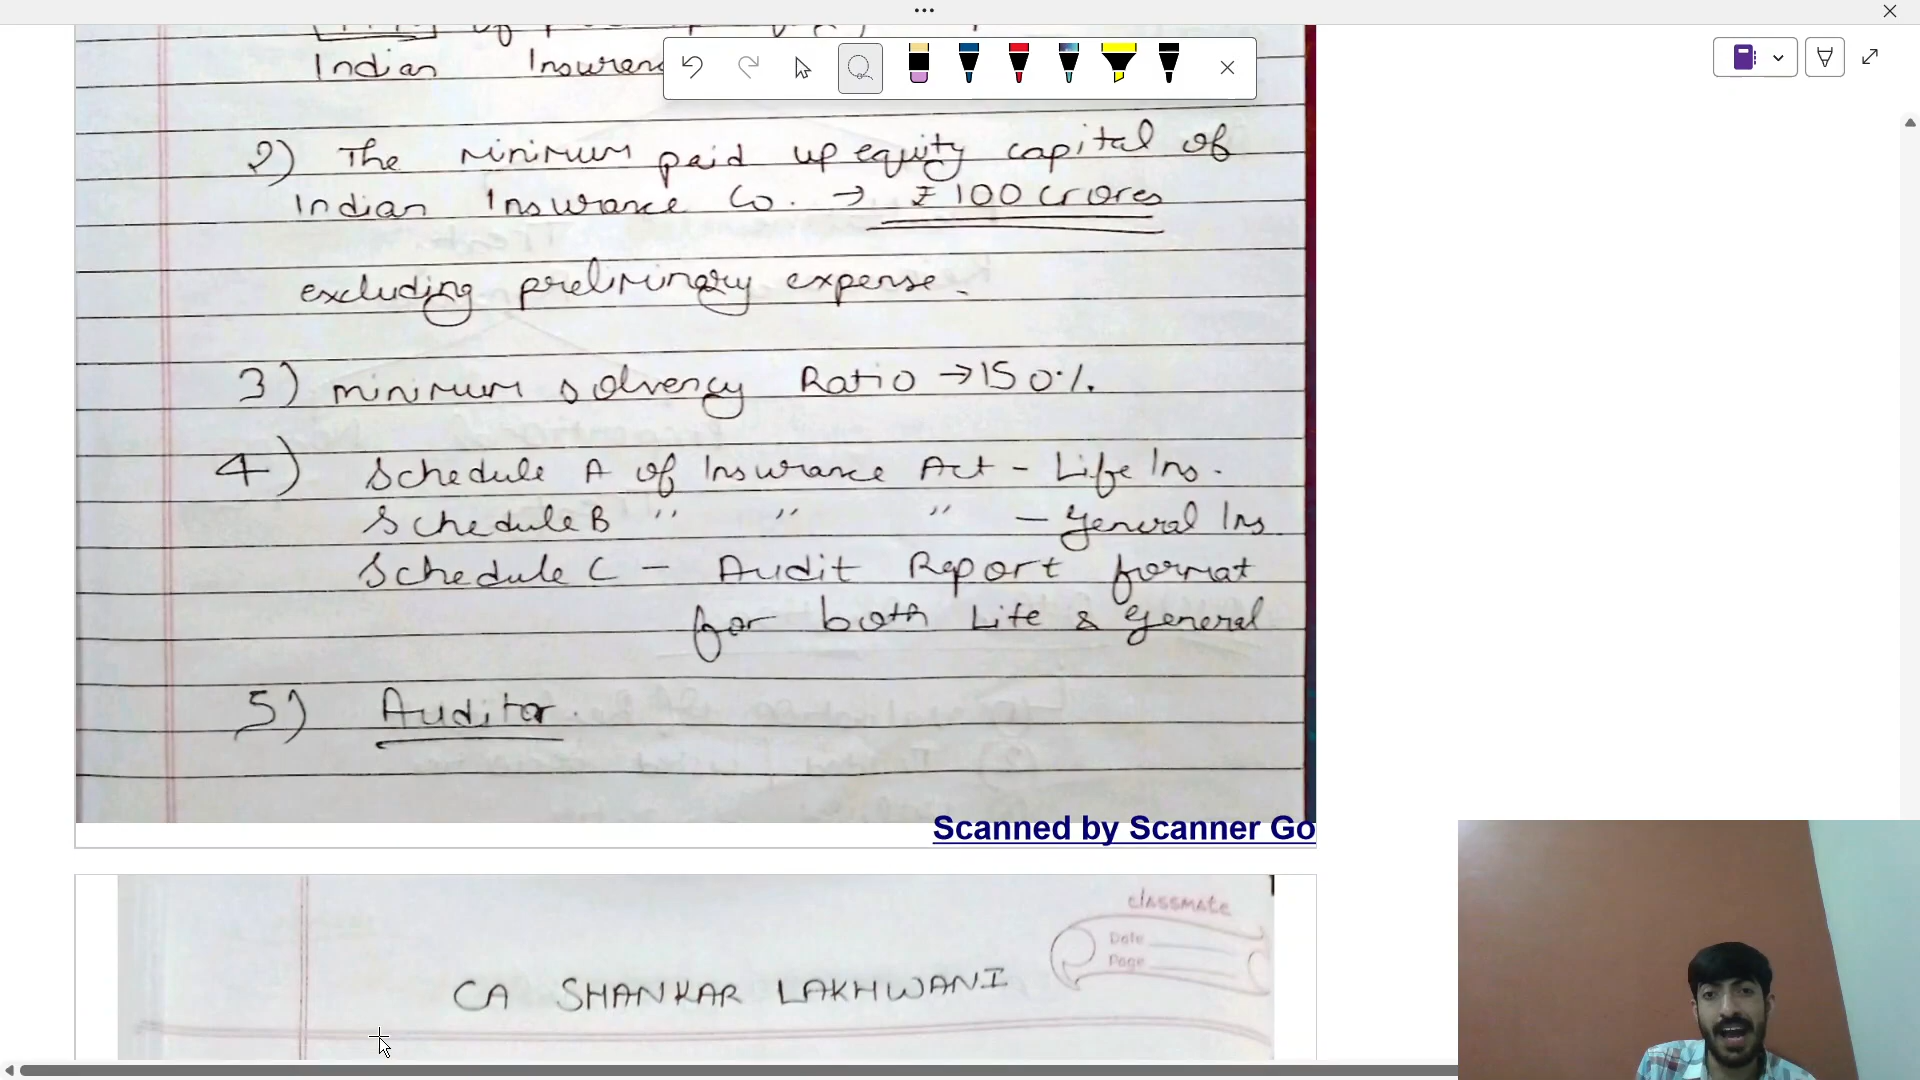 Indian Insuran
2) The minimum paid up equity capital of
Indian Insurance Co. → ₹ 100 crores
excluding preliminary expense.
3) minimum solvency Ratio → 150%.
4) Schedule A of Insurance Act - Life Ins.
Schedule B " " " - General Ins
Schedule C - Audit Report format
for both Life & General
5) Auditor.
Scanned by Scanner Go
classmate
Date
Page
CA SHANKAR LAKHWANI